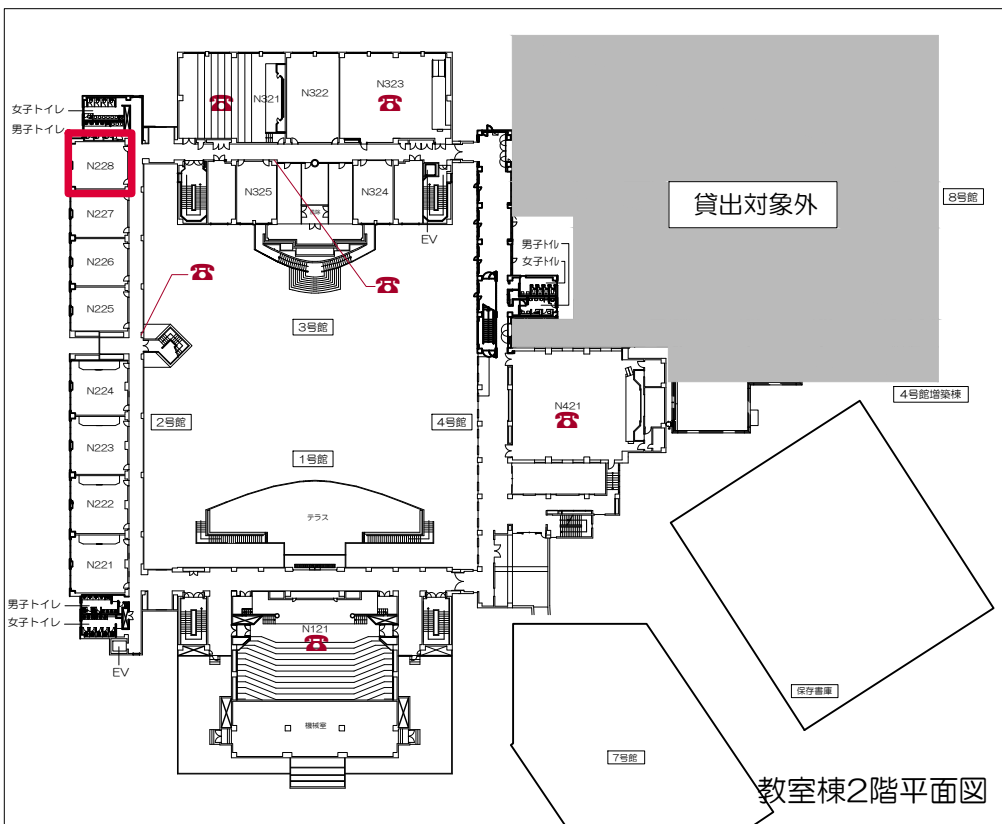 N321
N322
N323
女子トイレ
男子トイレ
N228
N325
N324
EV
貸出対象外
8号館
N227
男子トイレ
女子トイレ
N226
N225
3号館
N224
2号館
4号館
N421
4号館増築棟
N223
1号館
N222
テラス
N221
男子トイレ
女子トイレ
EV
N121
機械室
保存書庫
7号館
教室棟2階平面図